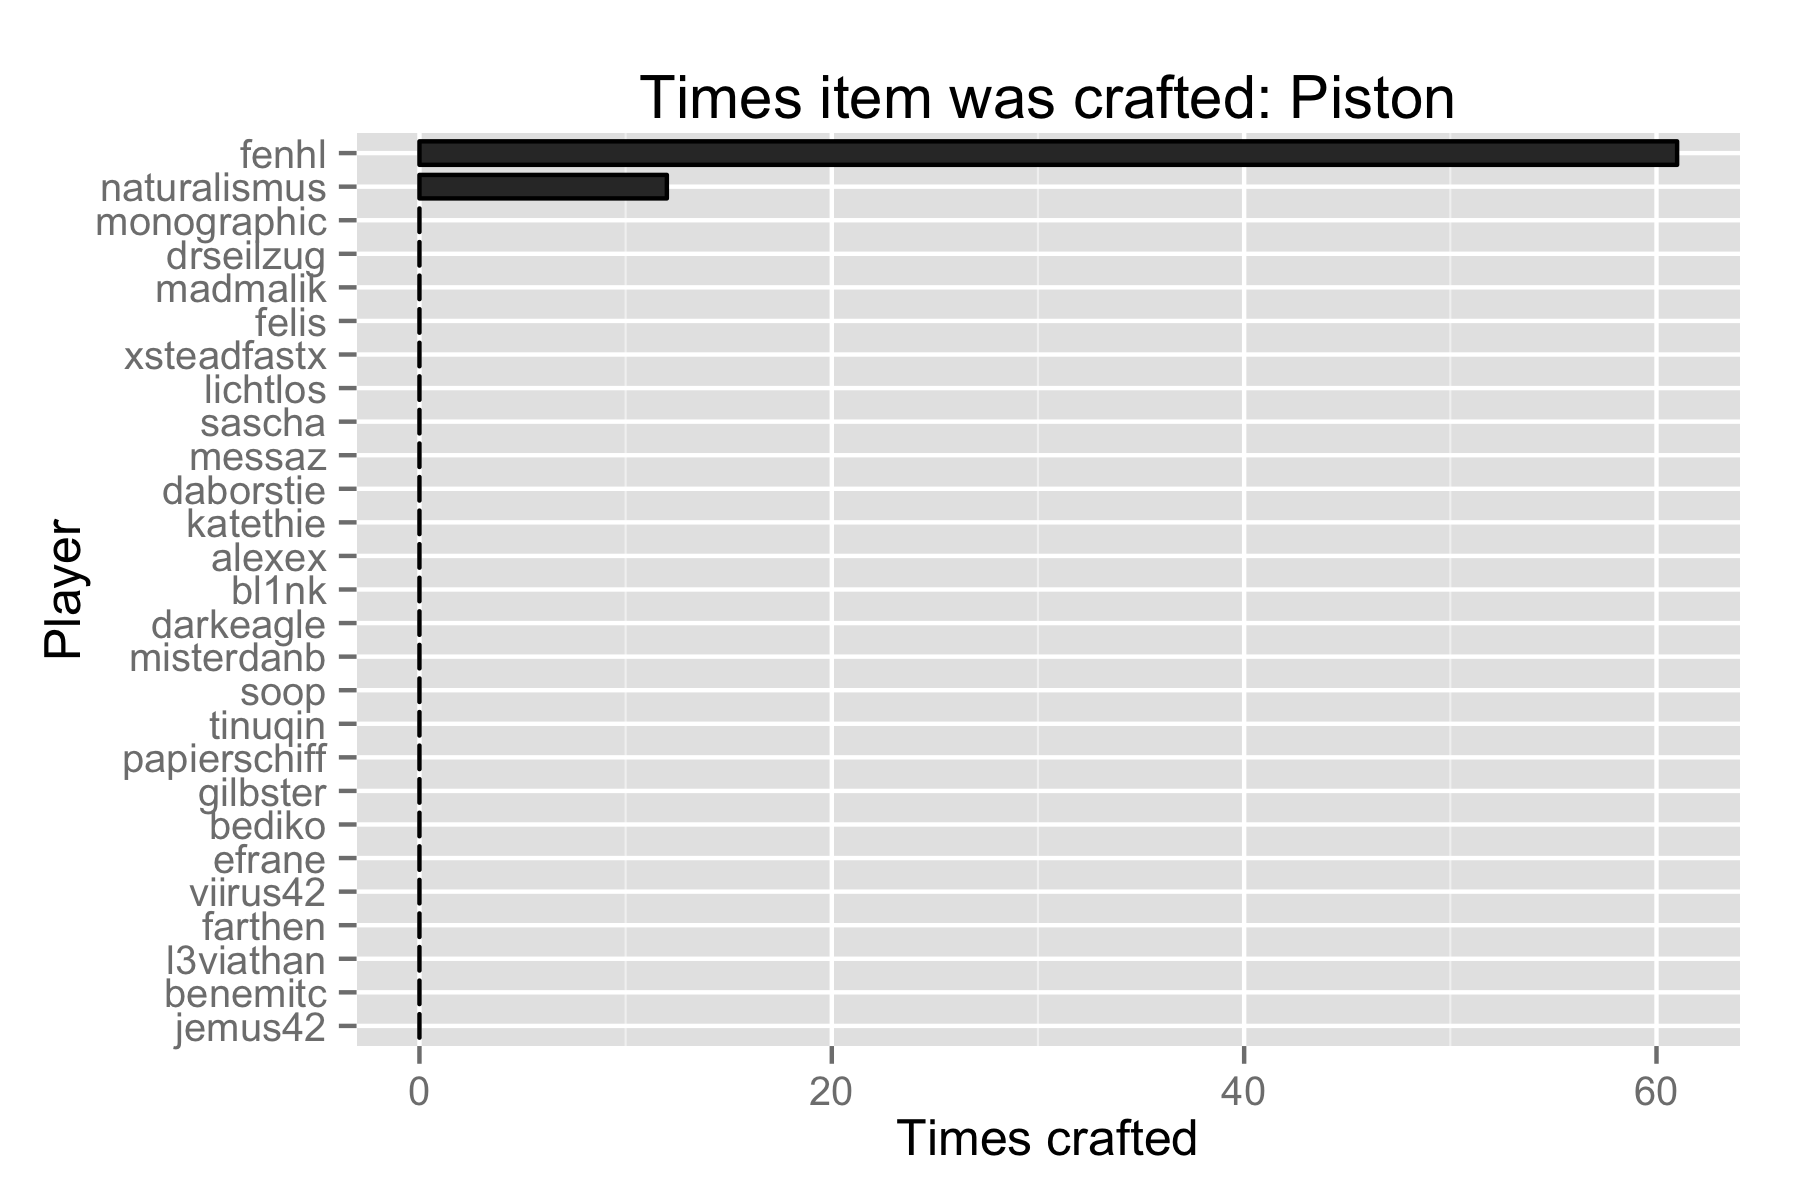 Times item was crafted: Piston
fenhl
naturalismus
monographic
drseilzug
madmalik
felis
xsteadfastx
lichtlos
sascha
messaz
daborstie
katethie
alexex
bl1nk
darkeagle
misterdanb
soop
tinuqin
papierschiff
gilbster
bediko
efrane
viirus42
farthen
l3viathan
benemitc
jemus42
Player
0 20 40 60
Times crafted